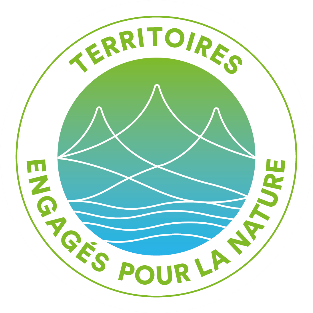 TERRITOIRES
ENGAGÉS POUR LA NATURE